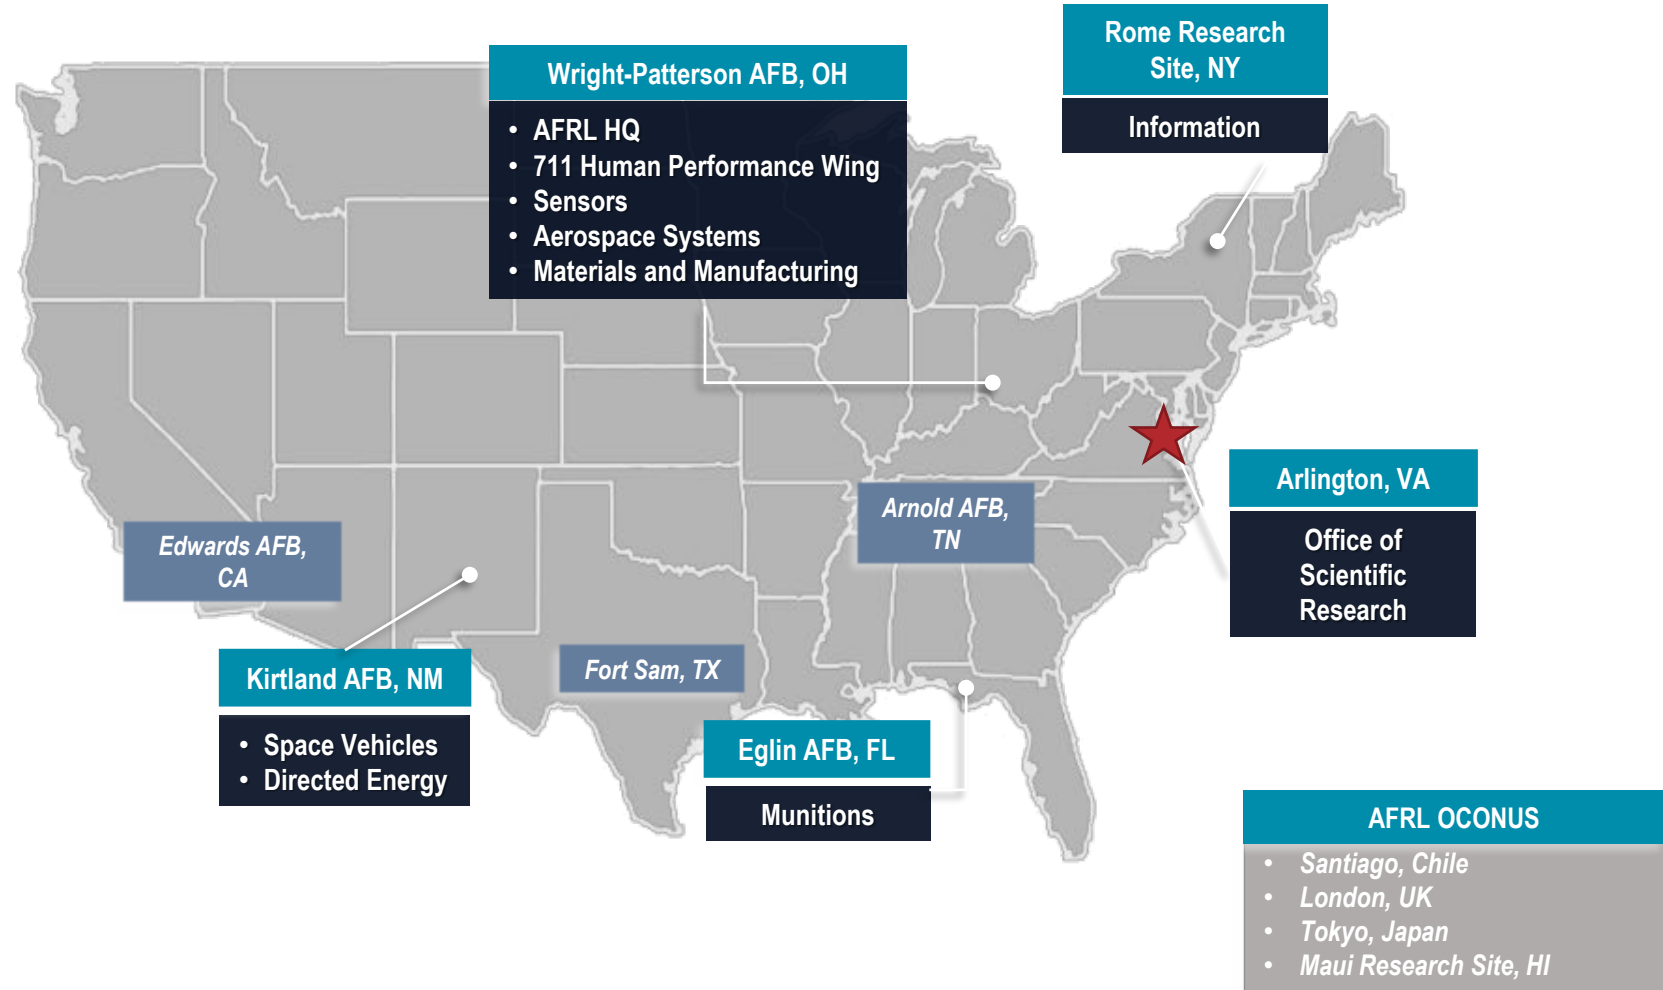 Rome Research
Site, NY
Information
Wright-Patterson AFB, OH
• AFRL HQ
• 711 Human Performance Wing
• Sensors
• Aerospace Systems
• Materials and Manufacturing
Arlington, VA
Office of
Scientific
Research
Arnold AFB,
TN
Edwards AFB,
CA
Kirtland AFB, NM
• Space Vehicles
• Directed Energy
Fort Sam, TX
Eglin AFB, FL
Munitions
AFRL OCONUS
• Santiago, Chile
• London, UK
• Tokyo, Japan
• Maui Research Site, HI